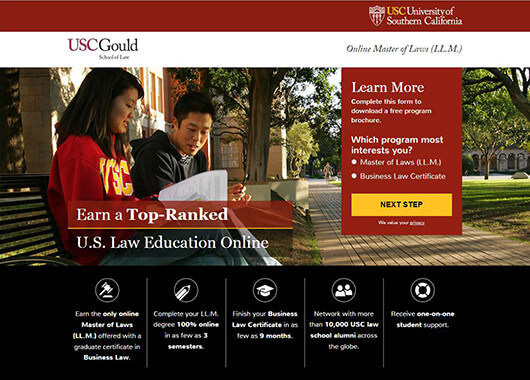 USC University of
Southern California
USCGould
School of Law
Online Master of Laws (LL.M.)
USC
Learn More
Complete this form to
download a free program
brochure.
Which program most
interests you?
Master of Laws (LL.M.)
Business Law Certificate
NEXT STEP
We value your privacy
Earn a Top-Ranked
U.S. Law Education Online
Earn the only online
Master of Laws
(LL.M.) offered with a
graduate certificate in
Business Law.
Complete your LL.M.
degree 100% online
in as few as 3
semesters.
Finish your Business
Law Certificate in as
few as 9 months.
Network with more
than 10,000 USC law
school alumni across
the globe.
Receive one-on-one
student support.